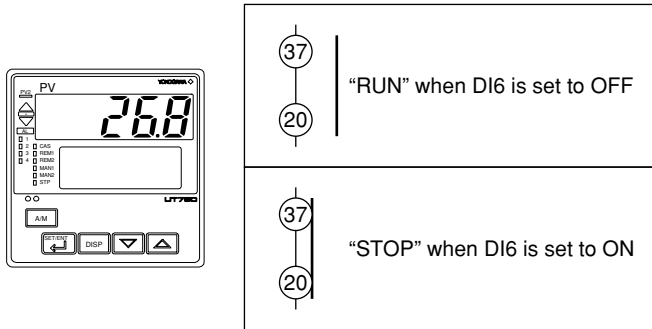 PV
YOKOGAWA
PV2
26.8
AL
1
2 CAS
3 REM1
4 REM2
MAN1
MAN2
STP
UT750
A/M
SET/ENT
DISP
37
20
“RUN” when DI6 is set to OFF
37
20
“STOP” when DI6 is set to ON